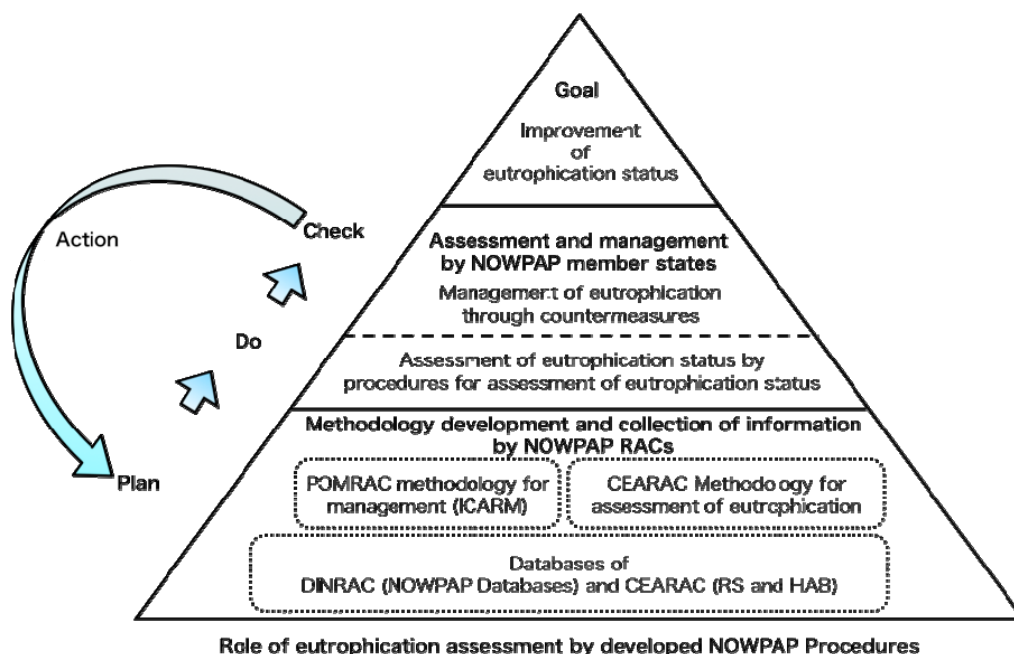 Goal
Improvement
of
eutrophication status
Check
Action
Assessment and management
by NOWPAP member states
Management of eutrophication
through countermeasures
Do
Assessment of eutrophication status by
procedures for assessment of eutrophication status
Methodology development and collection of information
by NOWPAP RACs
Plan
POMRAC methodology for
management (ICARM)
CEARAC Methodology for
assessment of eutrophication
Databases of
DINRAC (NOWPAP Databases) and CEARAC (RS and HAB)
Role of eutrophication assessment by developed NOWPAP Procedures